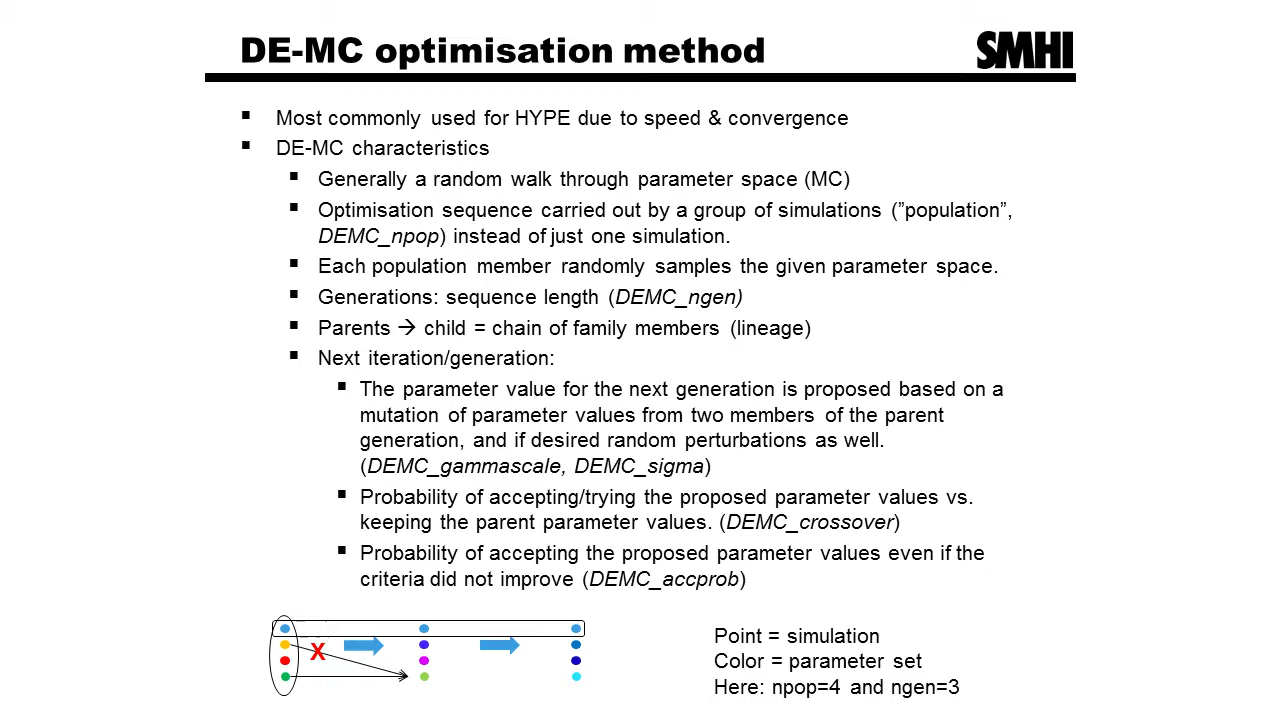 DE-MC optimisation method
SMHI
Most commonly used for HYPE due to speed & convergence
DE-MC characteristics
Generally a random walk through parameter space (MC)
Optimisation sequence carried out by a group of simulations (”population”,
DEMC_npop) instead of just one simulation.
Each population member randomly samples the given parameter space.
Generations: sequence length (DEMC_ngen)
Parents → child = chain of family members (lineage)
Next iteration/generation:
The parameter value for the next generation is proposed based on a
mutation of parameter values from two members of the parent
generation, and if desired random perturbations as well.
(DEMC_gammascale, DEMC_sigma)
Probability of accepting/trying the proposed parameter values vs.
keeping the parent parameter values. (DEMC_crossover)
Probability of accepting the proposed parameter values even if the
criteria did not improve (DEMC_accprob)
X
Point = simulation
Color = parameter set
Here: npop=4 and ngen=3